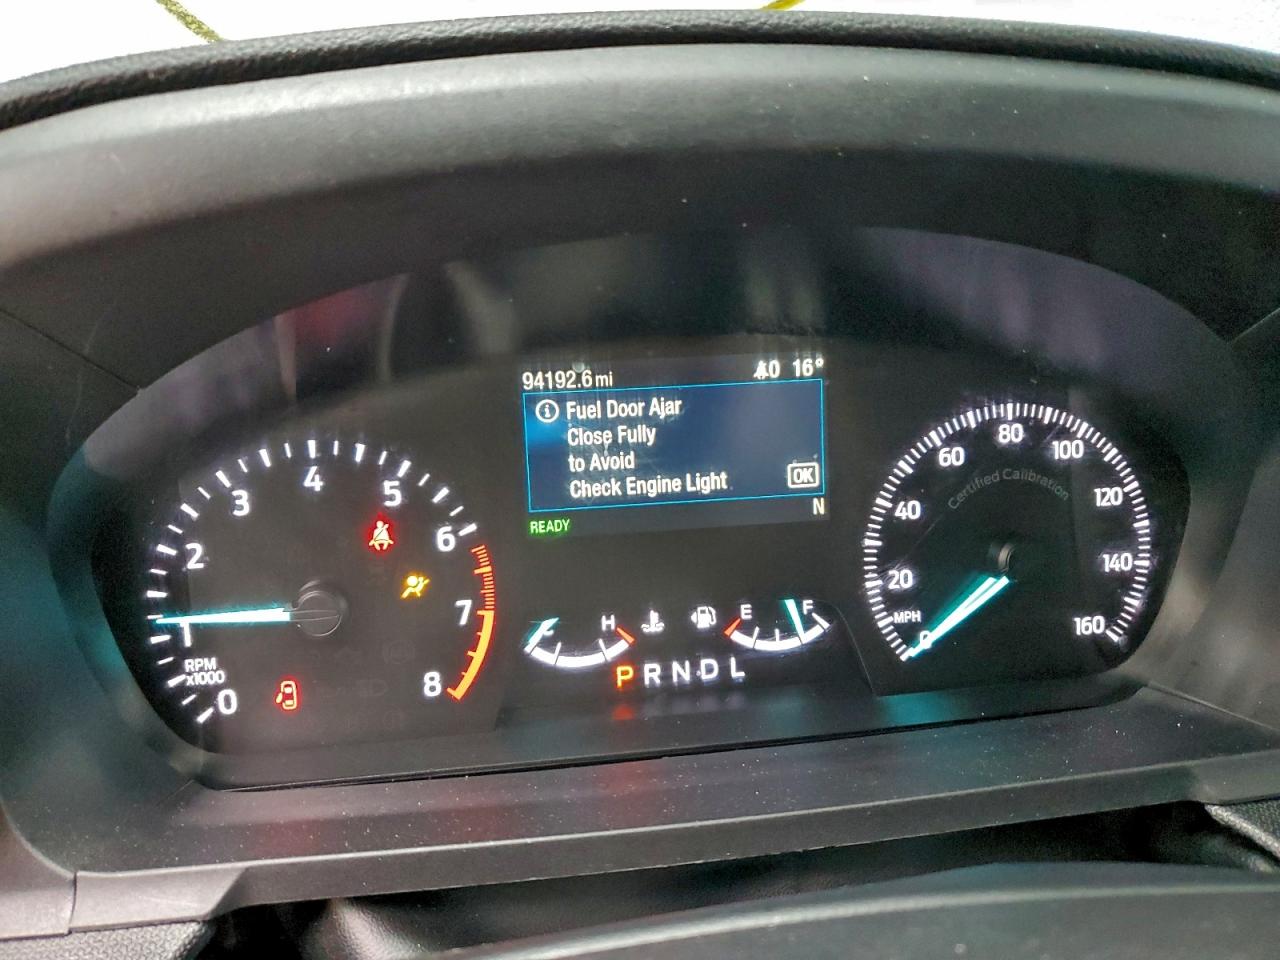 94192.6 mi
0 16°
Fuel Door Ajar
Close Fully
to Avoid
Check Engine Light
OK
N
READY
0
1
2
3
4
5
6
7
8
RPM
x1000
C H
E F
P R N D L
0
20
40
60
80
100
120
140
160
MPH
Certified Calibration